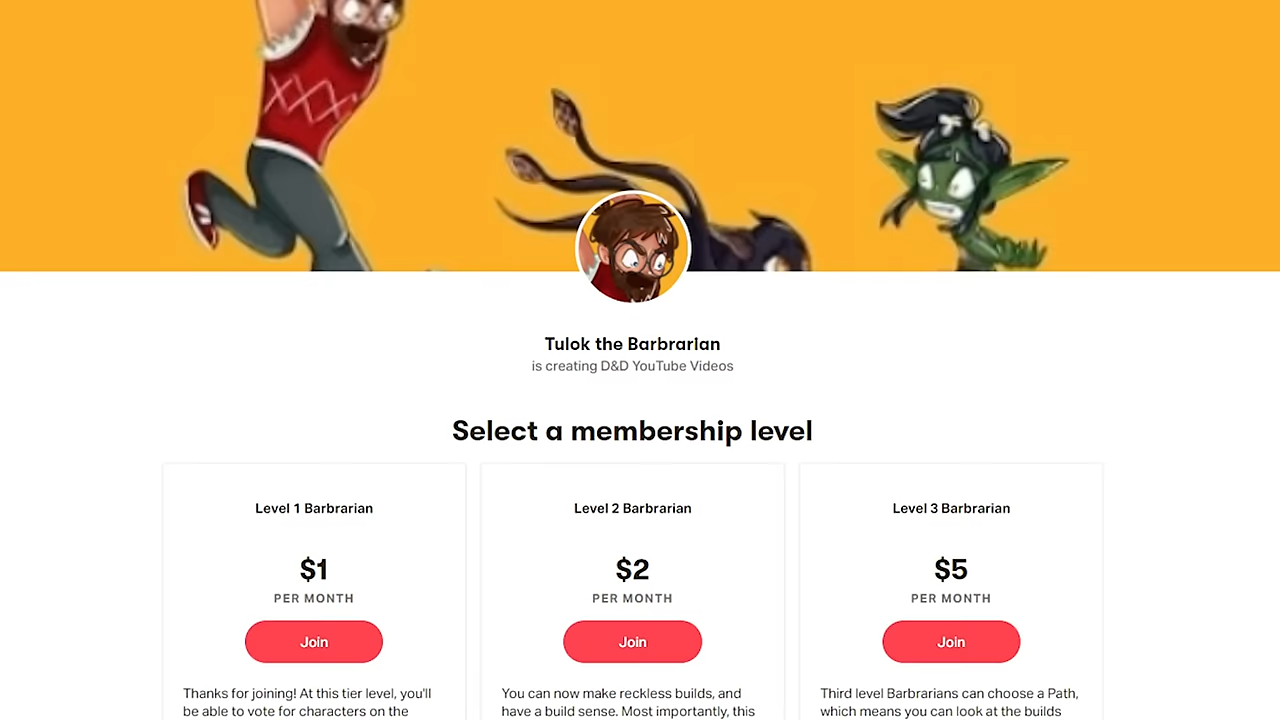 Tulok the Barbrarian
is creating D&D YouTube Videos
Select a membership level
Level 1 Barbrarian
$1
PER MONTH
Join
Thanks for joining! At this tier level, you'll
be able to vote for characters on the
Level 2 Barbrarian
$2
PER MONTH
Join
You can now make reckless builds, and
have a build sense. Most importantly, this
Level 3 Barbrarian
$5
PER MONTH
Join
Third level Barbrarians can choose a Path,
which means you can look at the builds